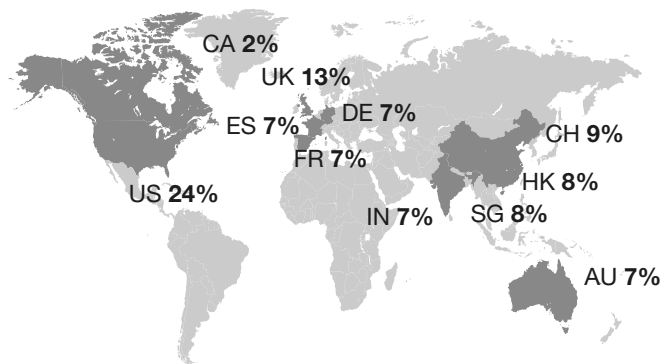 CA 2%
UK 13%
DE 7%
ES 7%
CH 9%
FR 7%
HK 8%
US 24%
IN 7%
SG 8%
AU 7%